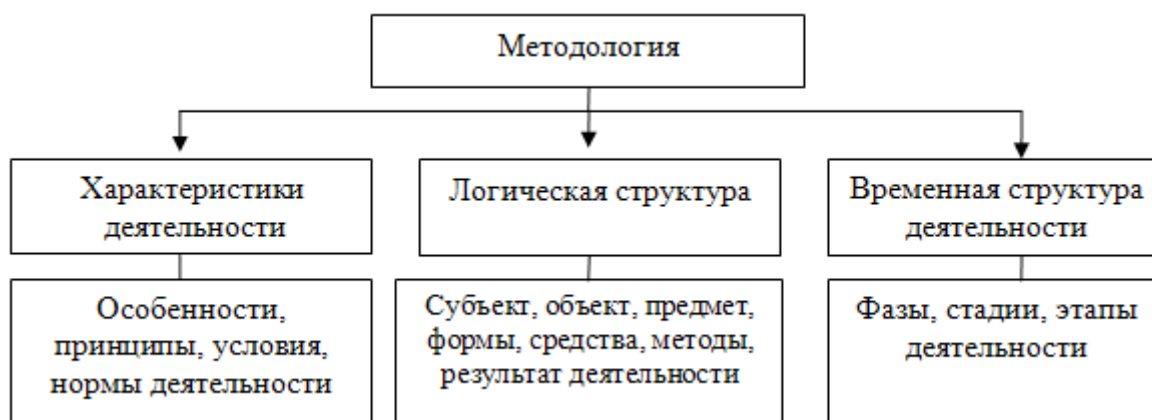 Методология
Характеристики
деятельности
Логическая структура
Временная структура
деятельности
Особенности,
принципы, условия,
нормы деятельности
Субъект, объект, предмет,
формы, средства, методы,
результат деятельности
Фазы, стадии, этапы
деятельности